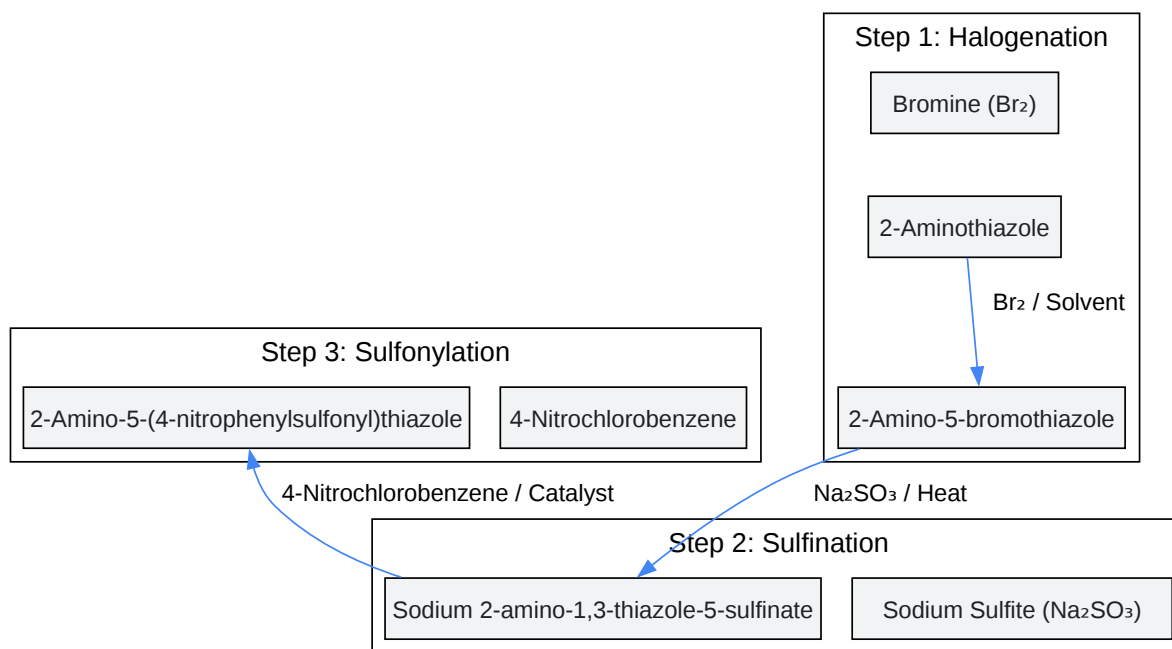 Step 1: Halogenation
Bromine (Br₂)
2-Aminothiazole
Br₂ / Solvent
2-Amino-5-bromothiazole
Na₂SO₃ / Heat
Step 2: Sulfination
Sodium 2-amino-1,3-thiazole-5-sulfinate
Sodium Sulfite (Na₂SO₃)
4-Nitrochlorobenzene / Catalyst
Step 3: Sulfonylation
2-Amino-5-(4-nitrophenylsulfonyl)thiazole
4-Nitrochlorobenzene